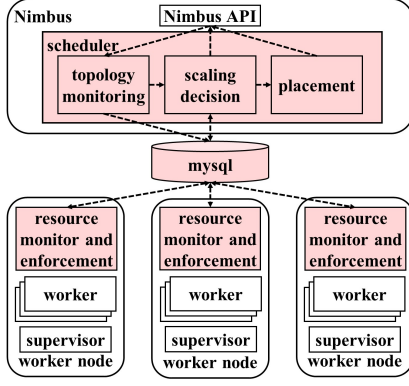 Nimbus
Nimbus API
scheduler
topology
monitoring
scaling
decision
placement
mysql
resource
monitor and
enforcement
worker
supervisor
worker node
resource
monitor and
enforcement
worker
supervisor
worker node
resource
monitor and
enforcement
worker
supervisor
worker node